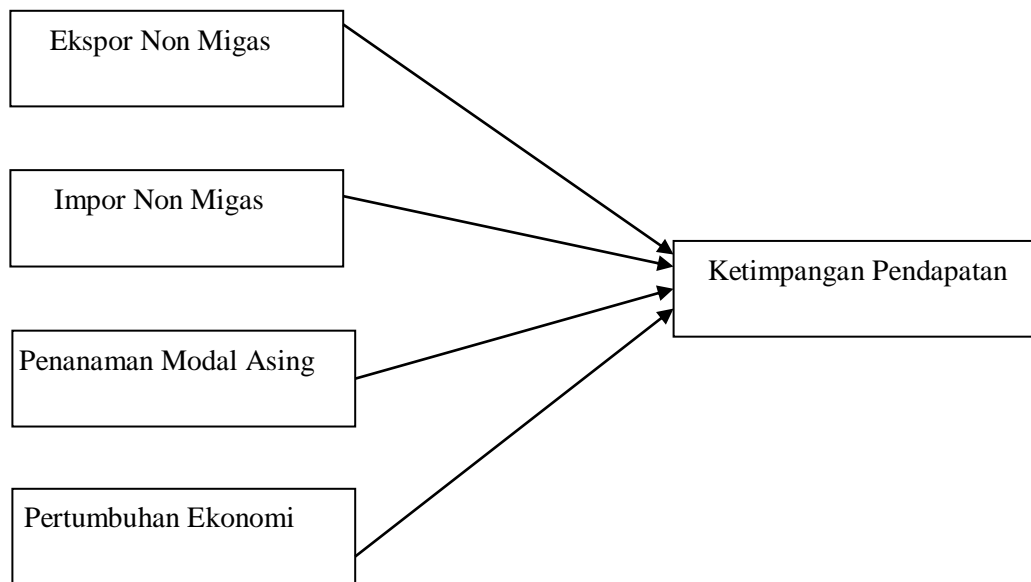 Ekspor Non Migas
Impor Non Migas
Ketimpangan Pendapatan
Penanaman Modal Asing
Pertumbuhan Ekonomi